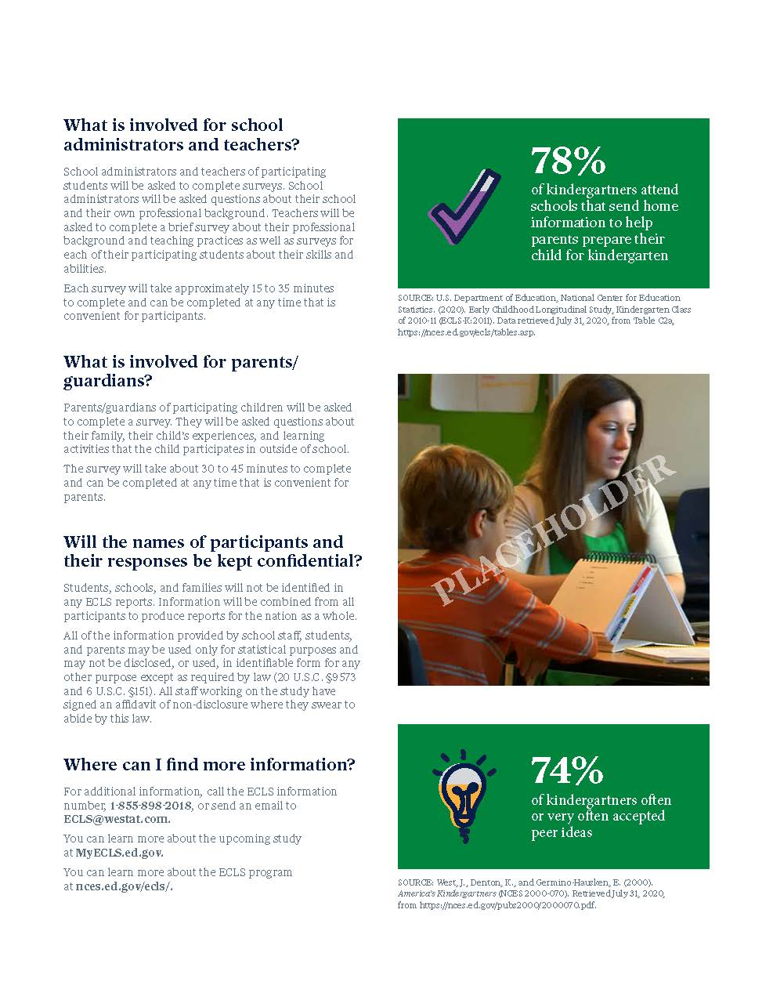 What is involved for school
administrators and teachers?
School administrators and teachers of participating
students will be asked to complete surveys. School
administrators will be asked questions about their school
and their own professional background. Teachers will be
asked to complete a brief survey about their professional
background and teaching practices as well as surveys for
each of their participating students about their skills and
abilities.
Each survey will take approximately 15 to 35 minutes
to complete and can be completed at any time that is
convenient for participants.
What is involved for parents/
guardians?
Parents/guardians of participating children will be asked
to complete a survey. They will be asked questions about
their family, their child's experiences, and learning
activities that the child participates in outside of school.
The survey will take about 30 to 45 minutes to complete
and can be completed at any time that is convenient for
parents.
Will the names of participants and
their responses be kept confidential?
Students, schools, and families will not be identified in
any ECLS reports. Information will be combined from all
participants to produce reports for the nation as a whole.
All of the information provided by school staff, students,
and parents may be used only for statistical purposes and
may not be disclosed, or used, in identifiable form for any
other purpose except as required by law (20 U.S.C. §9573
and 6 U.S.C. §151). All staff working on the study have
signed an affidavit of non-disclosure where they swear to
abide by this law.
Where can I find more information?
For additional information, call the ECLS information
number, 1-855-898-2018, or send an email to
ECLS@westat.com.
You can learn more about the upcoming study
at MyECLS.ed.gov.
You can learn more about the ECLS program
at nces.ed.gov/ecls/.
78%
of kindergartners attend
schools that send home
information to help
parents prepare their
child for kindergarten
SOURCE: U.S. Department of Education, National Center for Education
Statistics. (2020). Early Childhood Longitudinal Study, Kindergarten Class
of 2010-11 (ECLS-K:2011). Data retrieved July 31, 2020, from Table C2a,
https://nces.ed.gov/ecls/tables.asp.
PLACEHOLDER
74%
of kindergartners often
or very often accepted
peer ideas
SOURCE: West, J., Denton, K., and Germino-Hausken, E. (2000).
America's Kindergartners (NCES 2000-070). Retrieved July 31, 2020,
from https://nces.ed.gov/pubs2000/2000070.pdf.